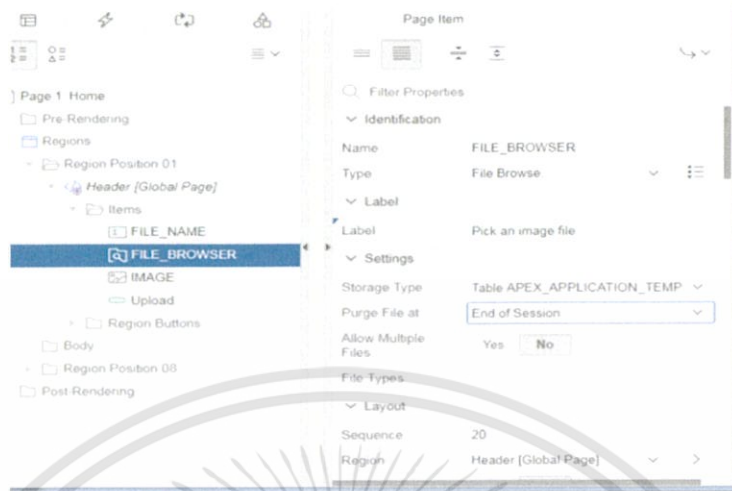 Page Item
Filter Properties
Page 1 Home
Pre-Rendering
Regions
Region Position 01
Header [Global Page]
Items
FILE_NAME
FILE_BROWSER
IMAGE
Upload
Region Buttons
Body
Region Position 08
Post-Rendering
Identification
Name FILE_BROWSER
Type File Browse.
Label
Label Pick an image file
Settings
Storage Type Table APEX_APPLICATION_TEMP
Purge File at End of Session
Allow Multiple Files Yes No
File Types
Layout
Sequence 20
Region Header [Global Page]